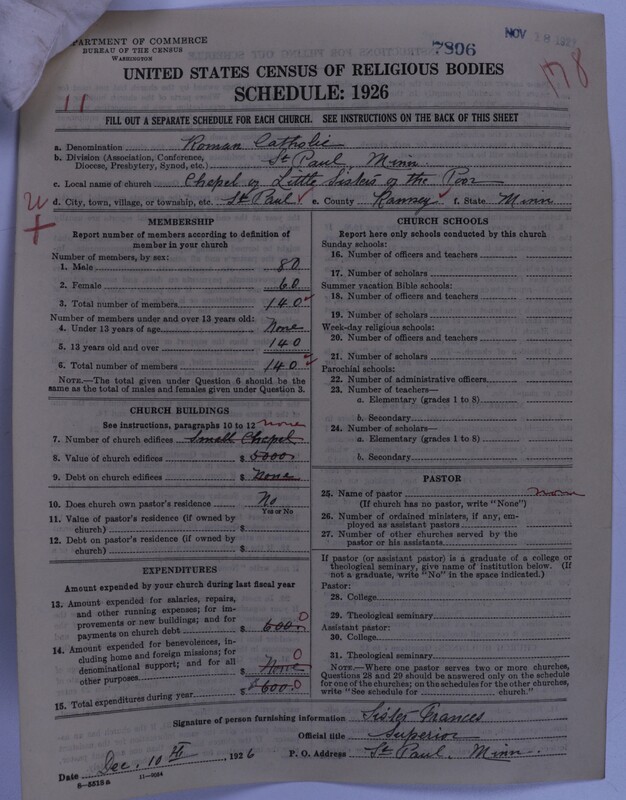 DEPARTMENT OF COMMERCE
BUREAU OF THE CENSUS
WASHINGTON
7806
NOV 18 1927
178
UNITED STATES CENSUS OF RELIGIOUS BODIES
SCHEDULE: 1926
11
FILL OUT A SEPARATE SCHEDULE FOR EACH CHURCH. SEE INSTRUCTIONS ON THE BACK OF THIS SHEET
a. Denomination Roman Catholic
b. Division (Association, Conference, Diocese, Presbytery, Synod, etc.) St Paul, Minn.
c. Local name of church Chapel of Little Sisters of the Poor
d. City, town, village, or township, etc. St Paul e. County Ramsey f. State Minn
MEMBERSHIP
Report number of members according to definition of
member in your church
Number of members, by sex:
1. Male 80
2. Female 60
3. Total number of members 140
Number of members under and over 13 years old:
4. Under 13 years of age None
5. 13 years old and over 140
6. Total number of members 140
NOTE.—The total given under Question 6 should be
same as the total of males and females given under Question 3.
CHURCH BUILDINGS
See instructions, paragraphs 10 to 12 none
7. Number of church edifices Small Chapel
8. Value of church edifices $ 5000
9. Debt on church edifices $ None
10. Does church own pastor's residence No
Yes or No
11. Value of pastor's residence (if owned by
church) $
12. Debt on pastor's residence (if owned by
church) $
EXPENDITURES
Amount expended by your church during last fiscal year
13. Amount expended for salaries, repairs,
and other running expenses; for im-
provements or new buildings; and for
payments on church debt $ 600 0
14. Amount expended for benevolences, in-
cluding home and foreign missions; for
denominational support; and for all
other purposes $ None 0
15. Total expenditures during year $ 600 0
CHURCH SCHOOLS
Report here only schools conducted by this church
Sunday schools:
16. Number of officers and teachers
17. Number of scholars
Summer vacation Bible schools:
18. Number of officers and teachers
19. Number of scholars
Week-day religious schools:
20. Number of officers and teachers
21. Number of scholars
Parochial schools:
22. Number of administrative officers
23. Number of teachers—
a. Elementary (grades 1 to 8)
b. Secondary
24. Number of scholars—
a. Elementary (grades 1 to 8)
b. Secondary
PASTOR
25. Name of pastor none
(If church has no pastor, write "None")
26. Number of ordained ministers, if any, em-
ployed as assistant pastors
27. Number of other churches served by the
pastor or his assistants
If pastor (or assistant pastor) is a graduate of a college or
theological seminary, give name of institution below. (If
not a graduate, write "No" in the space indicated.)
Pastor:
28. College
29. Theological seminary
Assistant pastor:
30. College
31. Theological seminary
NOTE.—Where one pastor serves two or more churches,
Questions 28 and 29 should be answered only on the schedule
for one of the churches; on the schedules for the other churches,
write "See schedule for church."
Signature of person furnishing information Sister Frances
Official title Superior
Date Dec. 10th, 1926 P. O. Address St Paul, Minn.
8-5515a 11-9064